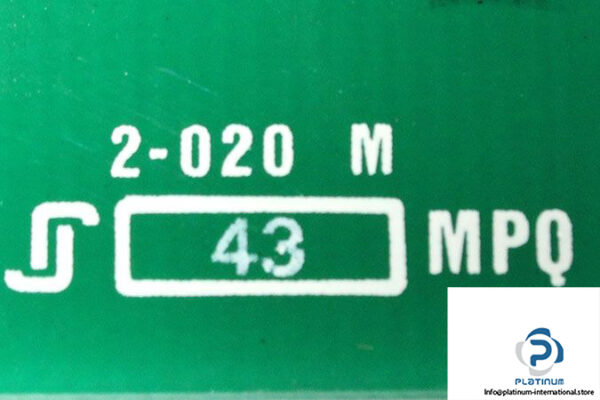 2-020 M
43 MPQ
PLATINUM
Info@platinum-international.store